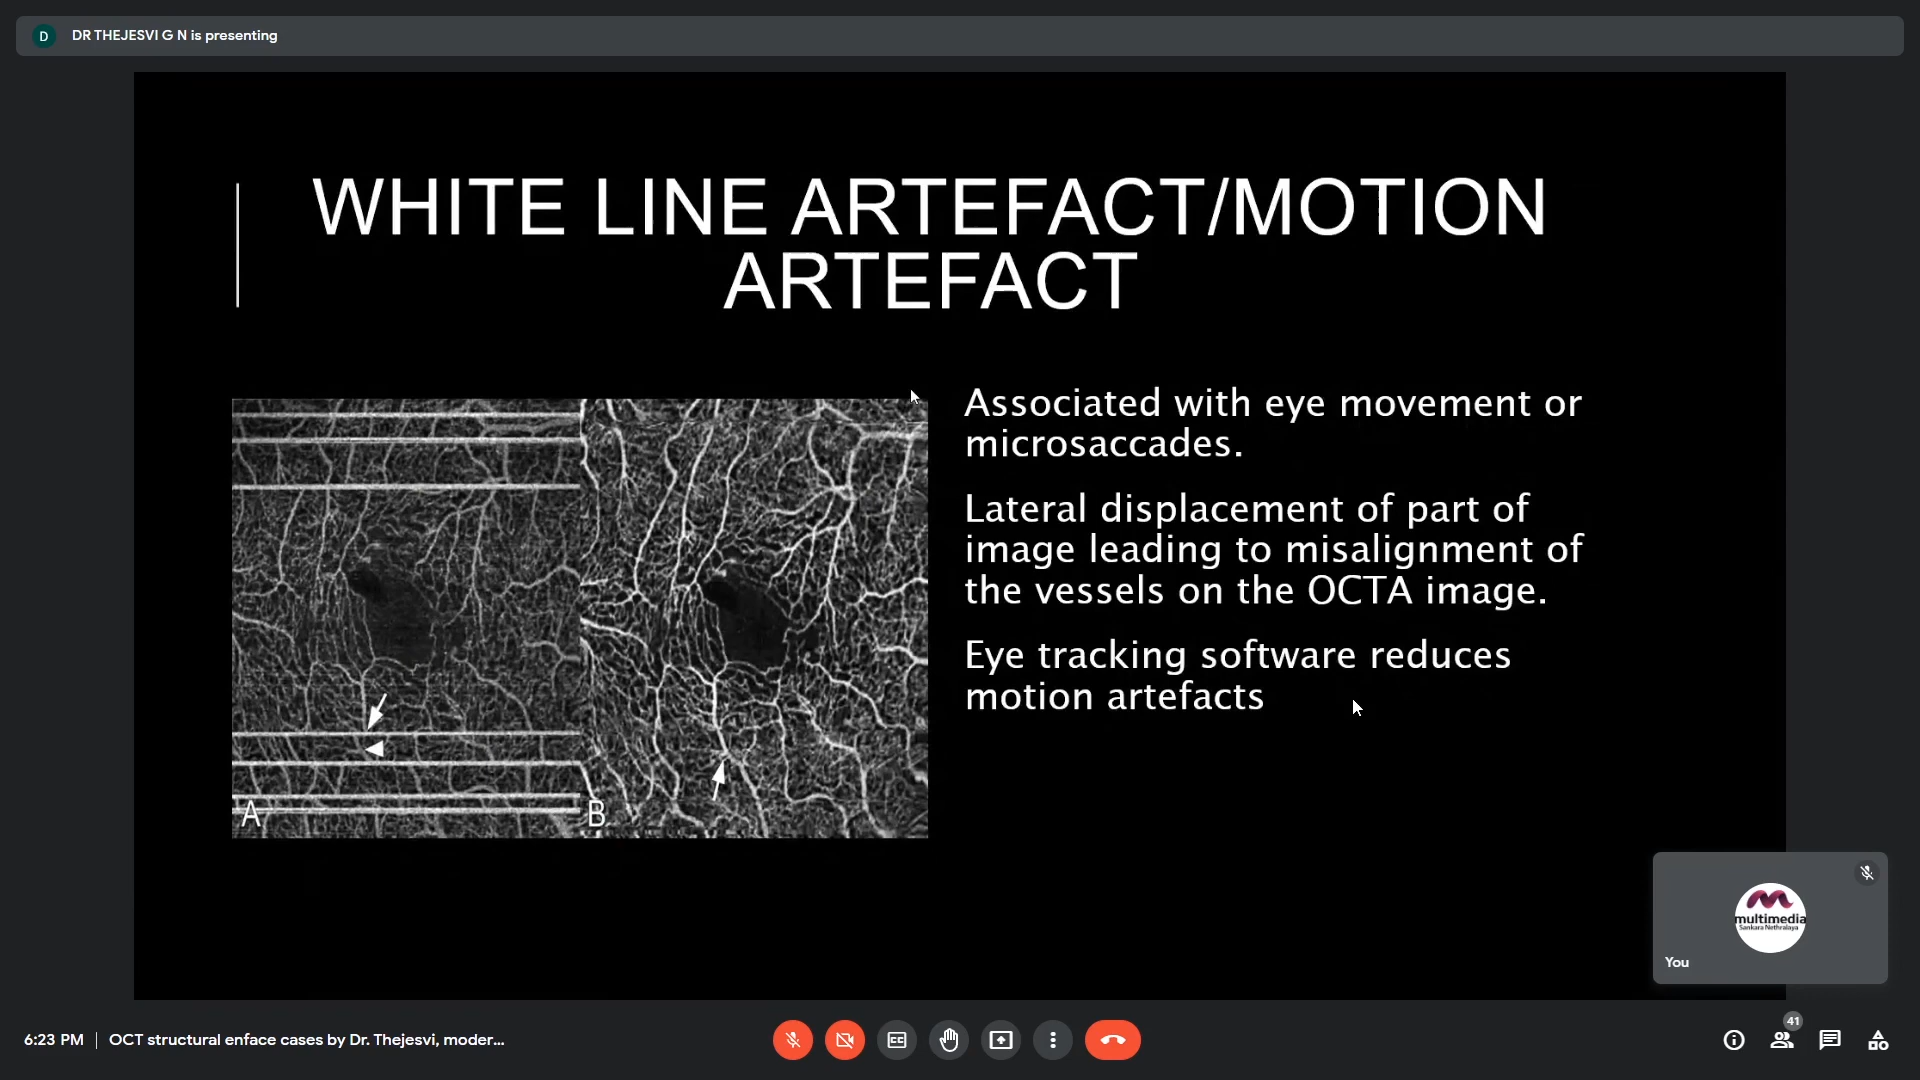 D
DR THEJESVI G N is presenting
WHITE LINE ARTEFACT/MOTION
ARTEFACT
Associated with eye movement or
microsaccades.
Lateral displacement of part of
image leading to misalignment of
the vessels on the OCTA image.
Eye tracking software reduces
motion artefacts
A
B
multimedia
Sankara Nethralaya
You
6:23 PM
OCT structural enface cases by Dr. Thejesvi, moder...
41